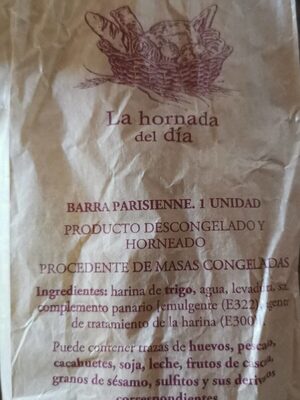 La hornada
del día
BARRA PARISIENNE. 1 UNIDAD
PRODUCTO DESCONGELADO Y
HORNEADO
PROCEDENTE DE MASAS CONGELADAS
Ingredientes: harina de trigo, agua, levadura, sal,
complemento panario [emulgente (E322), agente
de tratamiento de la harina (E300)
Puede contener trazas de huevos, pescado,
cacahuetes, soja, leche, frutos de cáscara,
granos de sésamo, sulfitos y sus derivados
correspondientes